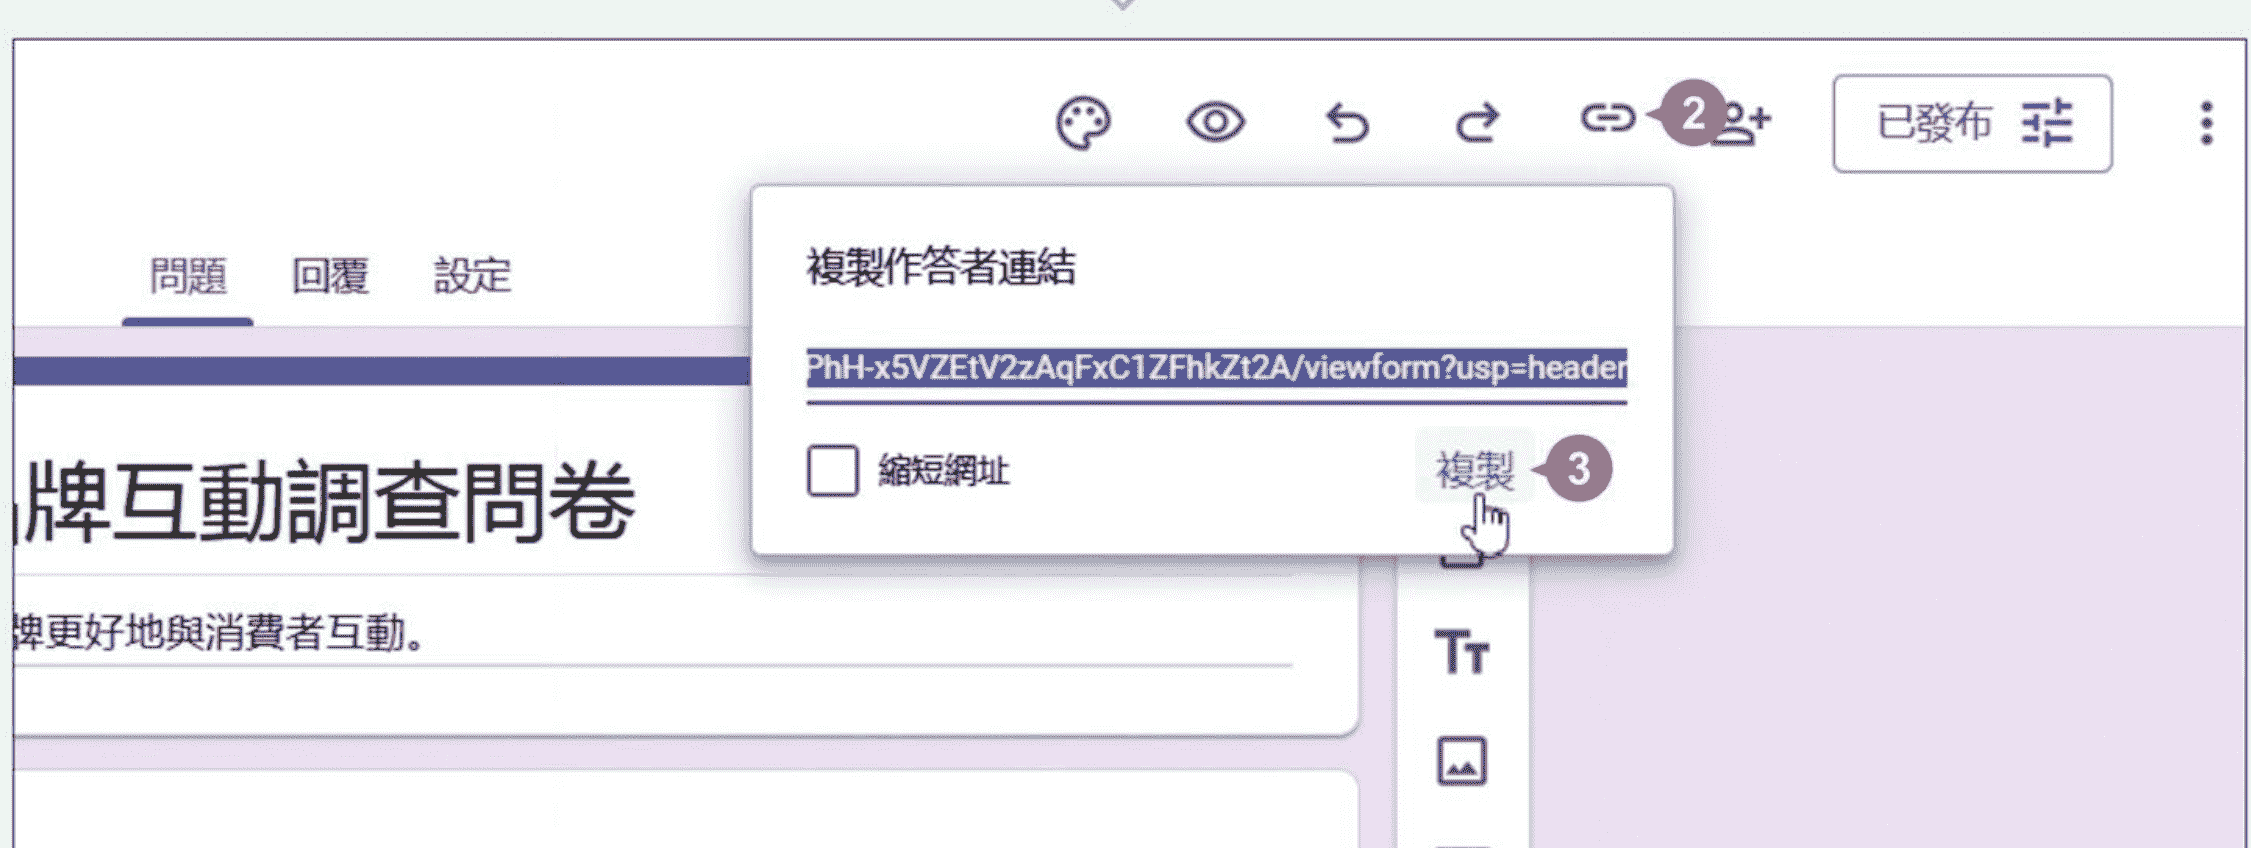 2
已發布
問題 回覆 設定
複製作答者連結
PhH-x5VZEtV2zAqFxC1ZFhkZt2A/viewform?usp=header
縮短網址
複製 3
牌互動調查問卷
牌更好地與消費者互動。
Tт